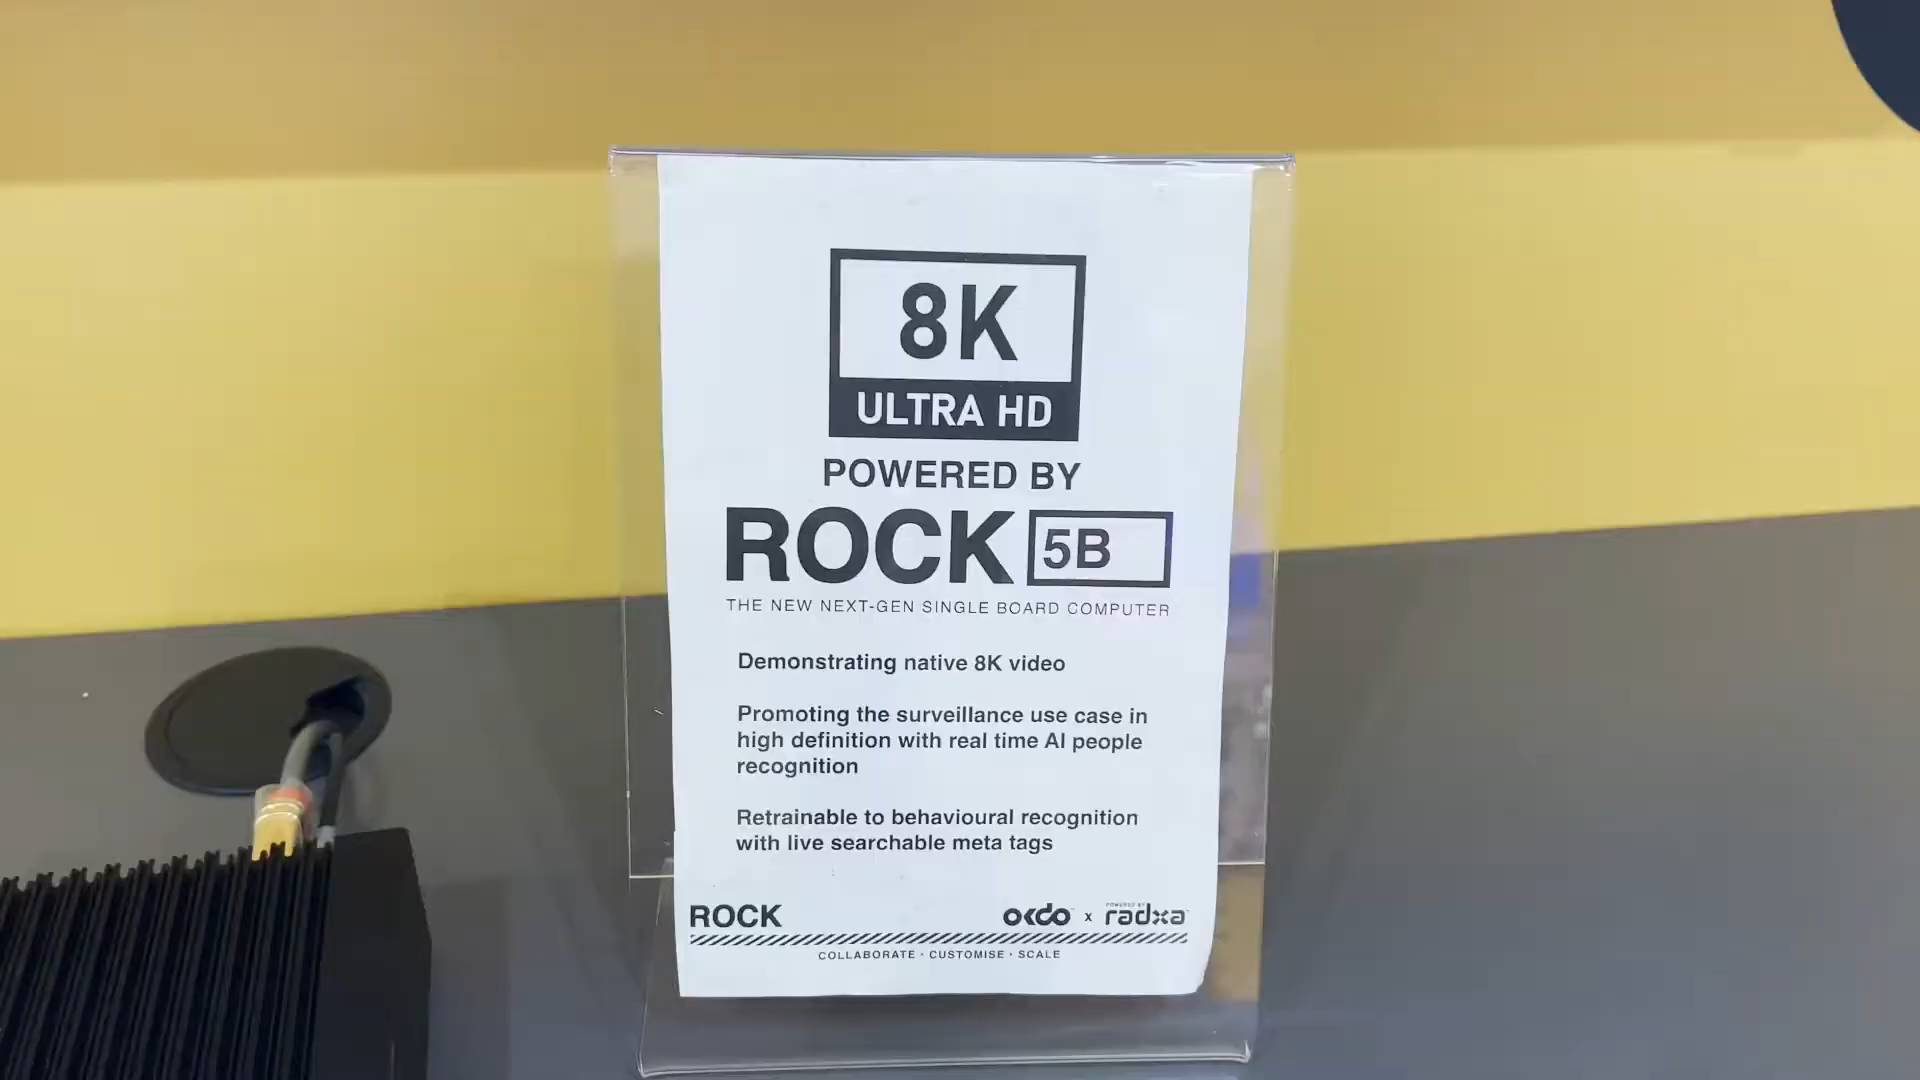 8K
ULTRA HD
POWERED BY
ROCK 5B
THE NEW NEXT-GEN SINGLE BOARD COMPUTER
Demonstrating native 8K video
Promoting the surveillance use case in
high definition with real time AI people
recognition
Retrainable to behavioural recognition
with live searchable meta tags
ROCK
okdo x POWERED BY radxa
COLLABORATE · CUSTOMISE · SCALE